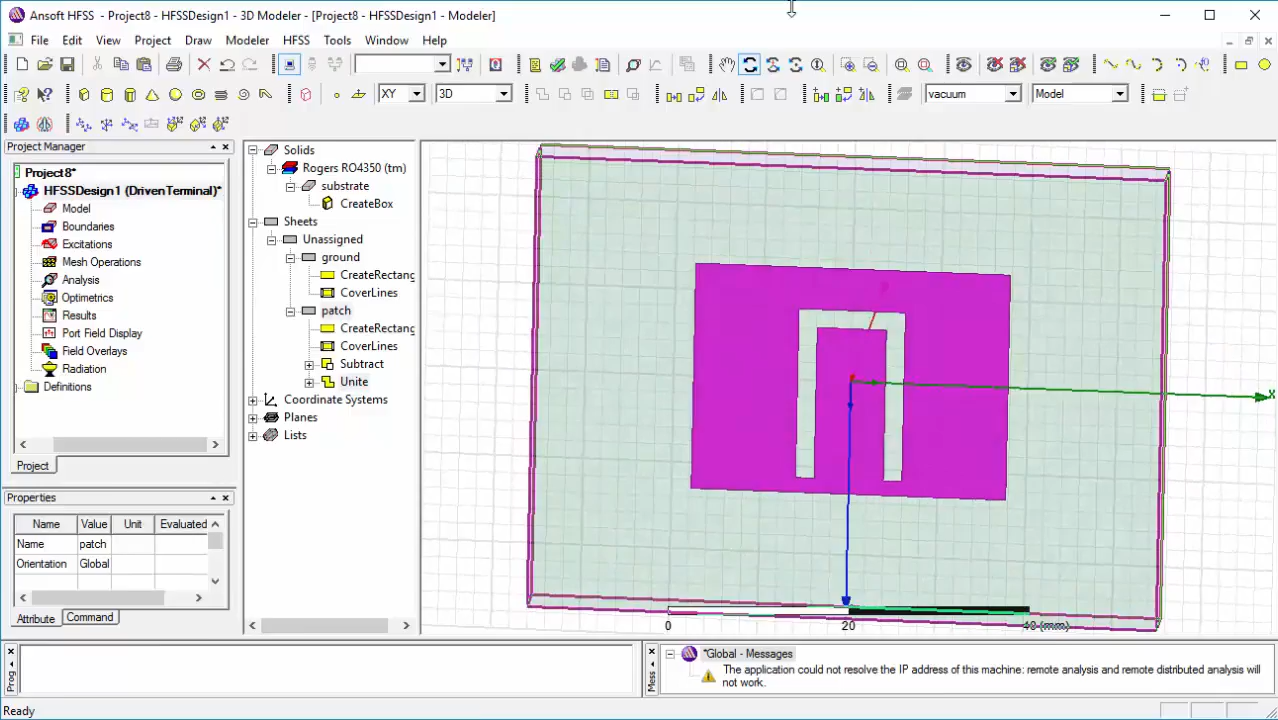 Ansoft HFSS - Project8 - HFSSDesign1 - 3D Modeler - [Project8 - HFSSDesign1 - Modeler]
File Edit View Project Draw Modeler HFSS Tools Window Help
XY 3D vacuum Model
Project Manager
Project8*
HFSSDesign1 (DrivenTerminal)*
Model
Boundaries
Excitations
Mesh Operations
Analysis
Optimetrics
Results
Port Field Display
Field Overlays
Radiation
Definitions
Project
Properties
Name Value Unit Evaluated
Name patch
Orientation Global
Attribute Command
Solids
Rogers RO4350 (tm)
substrate
CreateBox
Sheets
Unassigned
ground
CreateRectang
CoverLines
patch
CreateRectang
CoverLines
Subtract
Unite
Coordinate Systems
Planes
Lists
0 20 40 (mm)
Prog
Mess
*Global - Messages
The application could not resolve the IP address of this machine: remote analysis and remote distributed analysis will
not work.
Ready